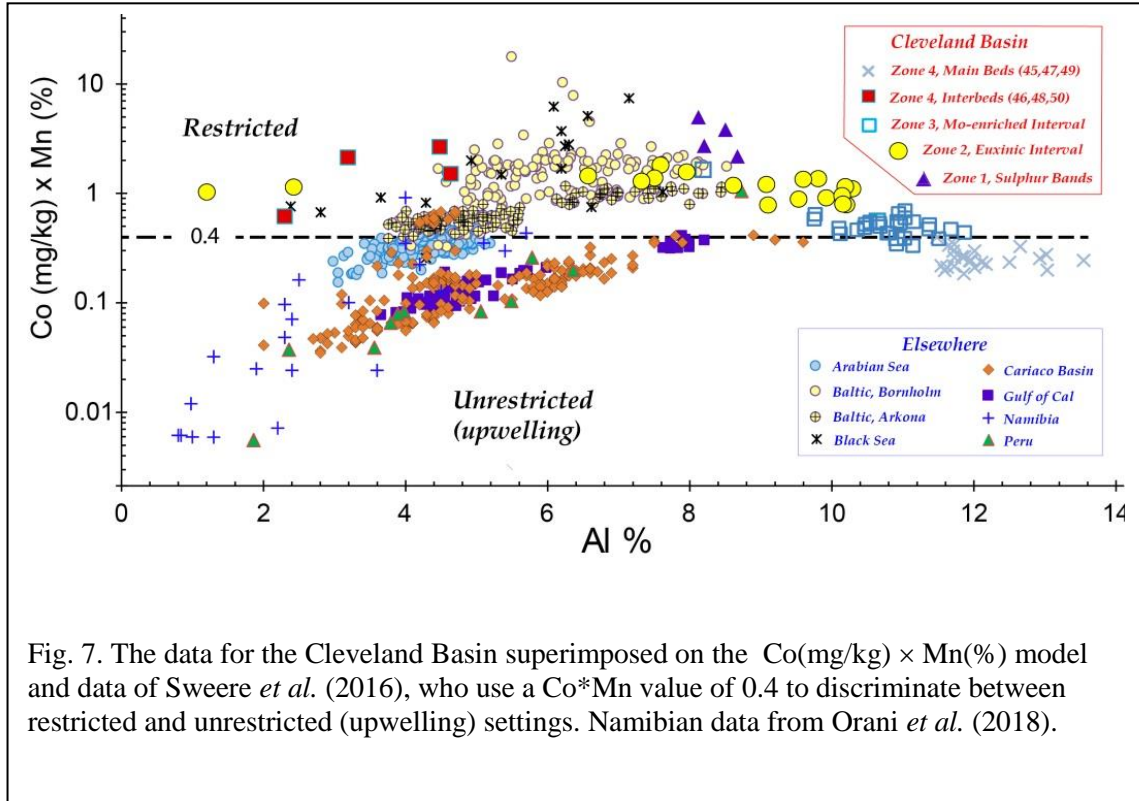 Co (mg/kg) x Mn (%)
10
1
0.1
0.01
Restricted
0.4
Unrestricted
(upwelling)
Cleveland Basin
Zone 4, Main Beds (45,47,49)
Zone 4, Interbeds (46,48,50)
Zone 3, Mo-enriched Interval
Zone 2, Euxinic Interval
Zone 1, Sulphur Bands
Elsewhere
Arabian Sea
Baltic, Bornholm
Baltic, Arkona
Black Sea
Cariaco Basin
Gulf of Cal
Namibia
Peru
0 2 4 6 8 10 12 14
Al %
Fig. 7. The data for the Cleveland Basin superimposed on the Co(mg/kg) × Mn(%) model
and data of Sweere et al. (2016), who use a Co*Mn value of 0.4 to discriminate between
restricted and unrestricted (upwelling) settings. Namibian data from Orani et al. (2018).